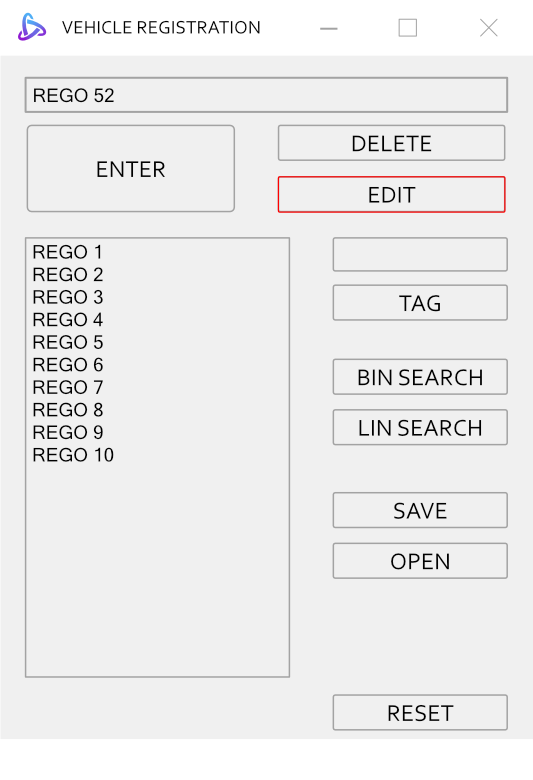 VEHICLE REGISTRATION
REGO 52
ENTER
DELETE
EDIT
REGO 1
REGO 2
REGO 3
REGO 4
REGO 5
REGO 6
REGO 7
REGO 8
REGO 9
REGO 10
TAG
BIN SEARCH
LIN SEARCH
SAVE
OPEN
RESET